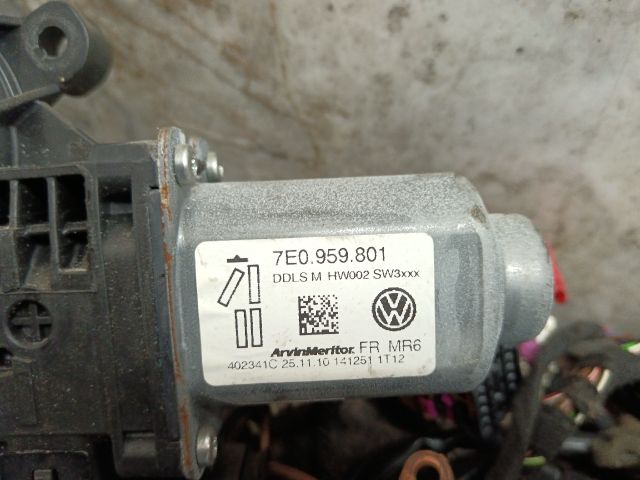 7E0.959.801
DDLS M HW002 SW3xxx
ArvinMeritor. FR MR6
402341C 25.11.10 141251 1T12